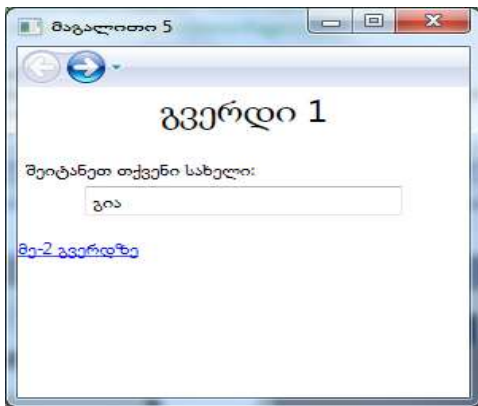 მაგალითი 5
გვერდი 1
შეიტანეთ თქვენი სახელი:
გია
მე-2 გვერდზე